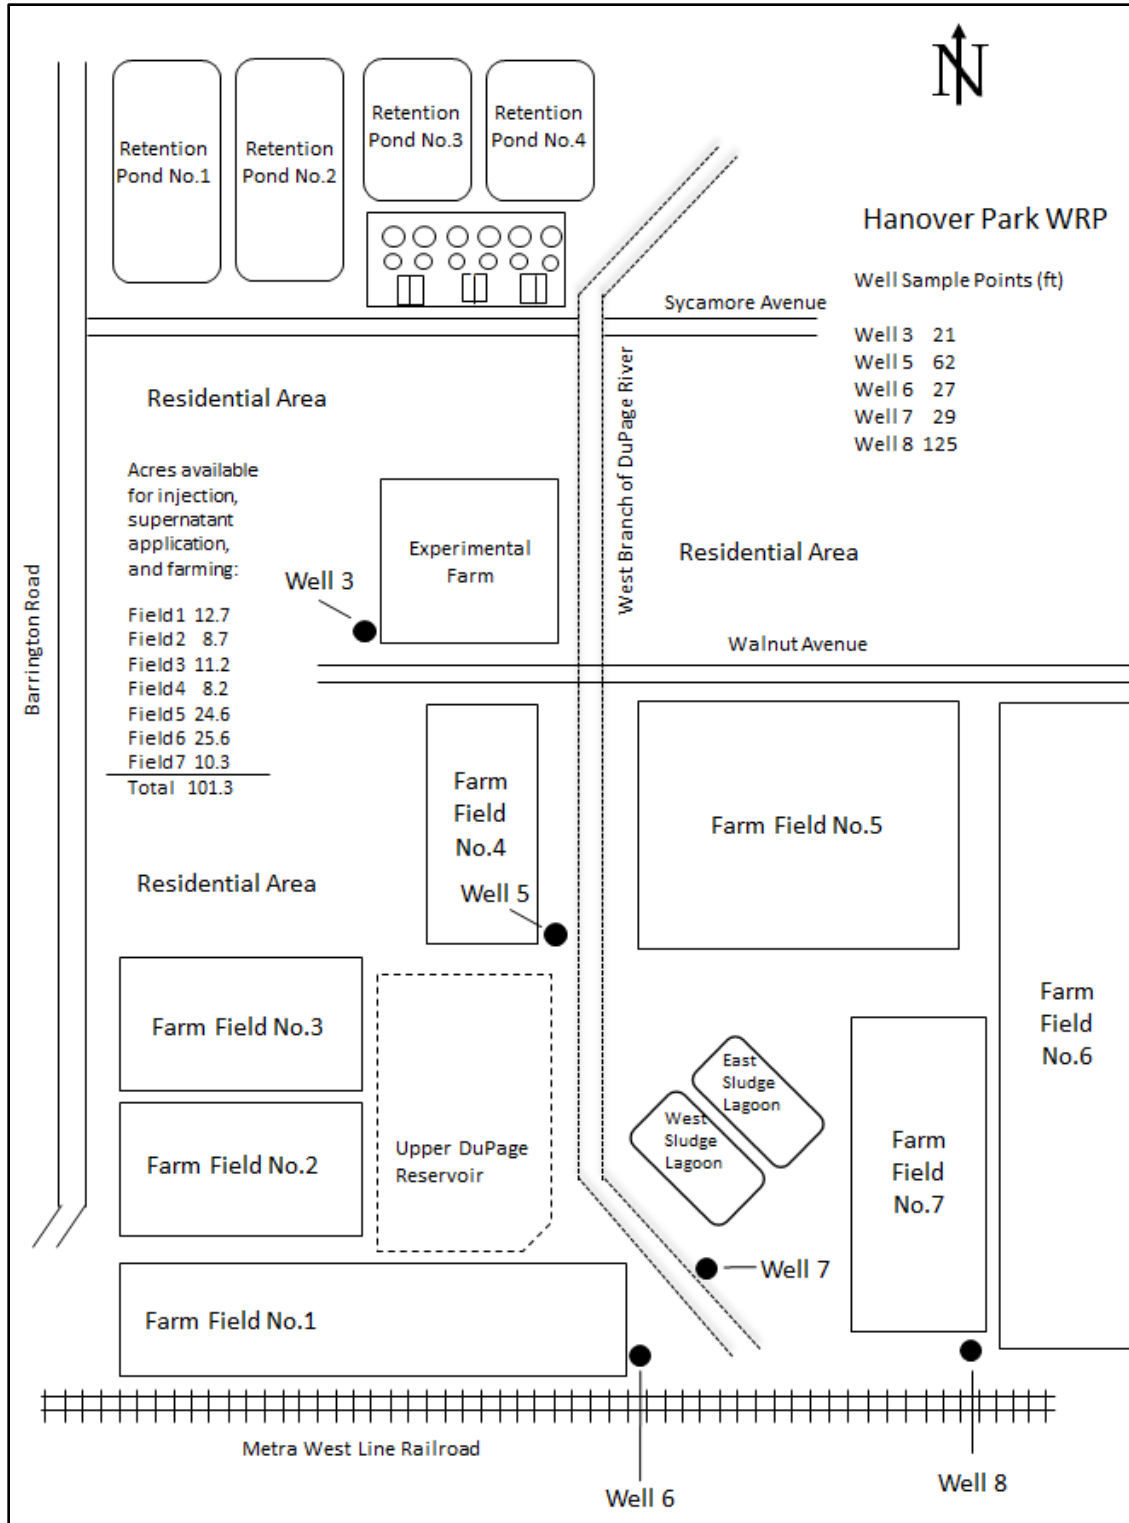 N
Retention
Pond No.1
Retention
Pond No.2
Retention
Pond No.3
Retention
Pond No.4
Hanover Park WRP
Well Sample Points (ft)
Well 3 21
Well 5 62
Well 6 27
Well 7 29
Well 8 125
Sycamore Avenue
West Branch of DuPage River
Barrington Road
Residential Area
Acres available
for injection,
supernatant
application,
and farming:
Field1 12.7
Field2 8.7
Field3 11.2
Field4 8.2
Field5 24.6
Field6 25.6
Field7 10.3
Total 101.3
Experimental
Farm
Well 3
Residential Area
Walnut Avenue
Farm
Field
No.4
Well 5
Farm Field No.5
Residential Area
Farm Field No.3
Farm Field No.2
Upper DuPage
Reservoir
East
Sludge
Lagoon
West
Sludge
Lagoon
Farm
Field
No.6
Farm
Field
No.7
Well 7
Farm Field No.1
Metra West Line Railroad
Well 6
Well 8